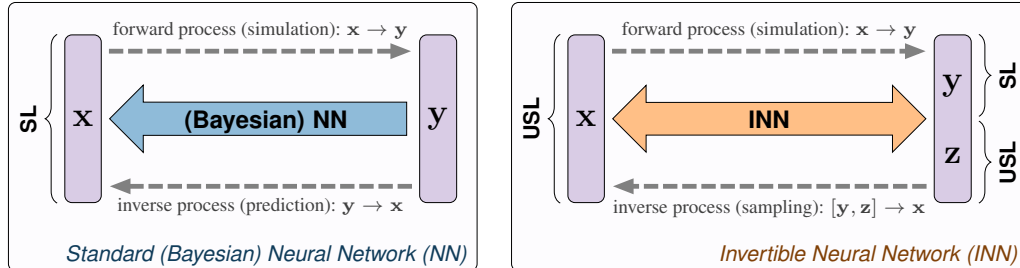 forward process (simulation): x → y
SL
x
(Bayesian) NN
y
inverse process (prediction): y → x
Standard (Bayesian) Neural Network (NN)
forward process (simulation): x → y
USL
x
INN
y
z
SL
USL
inverse process (sampling): [y, z] → x
Invertible Neural Network (INN)